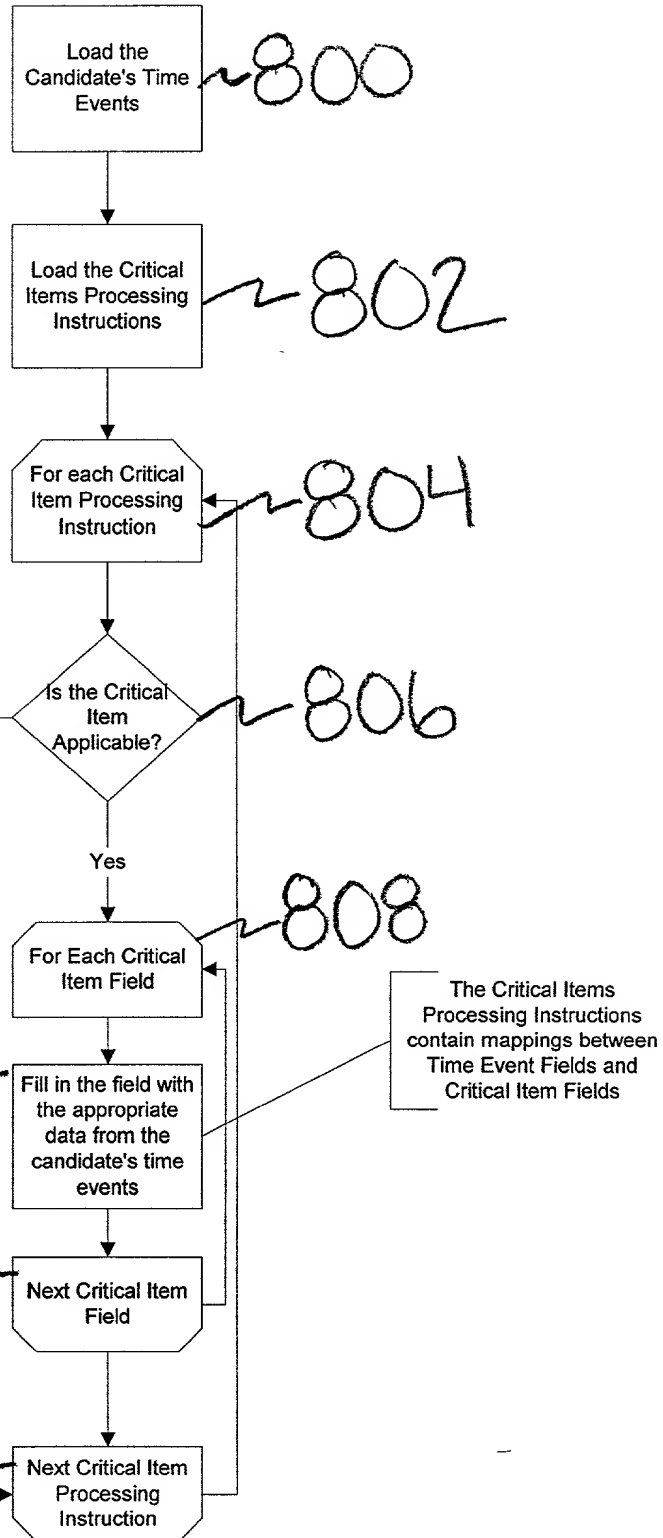 Load the
Candidate's Time
Events
800
Load the Critical
Items Processing
Instructions
802
For each Critical
Item Processing
Instruction
804
Is the Critical
Item
Applicable?
806
Yes
For Each Critical
Item Field
808
The Critical Items
Processing Instructions
contain mappings between
Time Event Fields and
Critical Item Fields
Fill in the field with
the appropriate
data from the
candidate's time
events
Next Critical Item
Field
Next Critical Item
Processing
Instruction